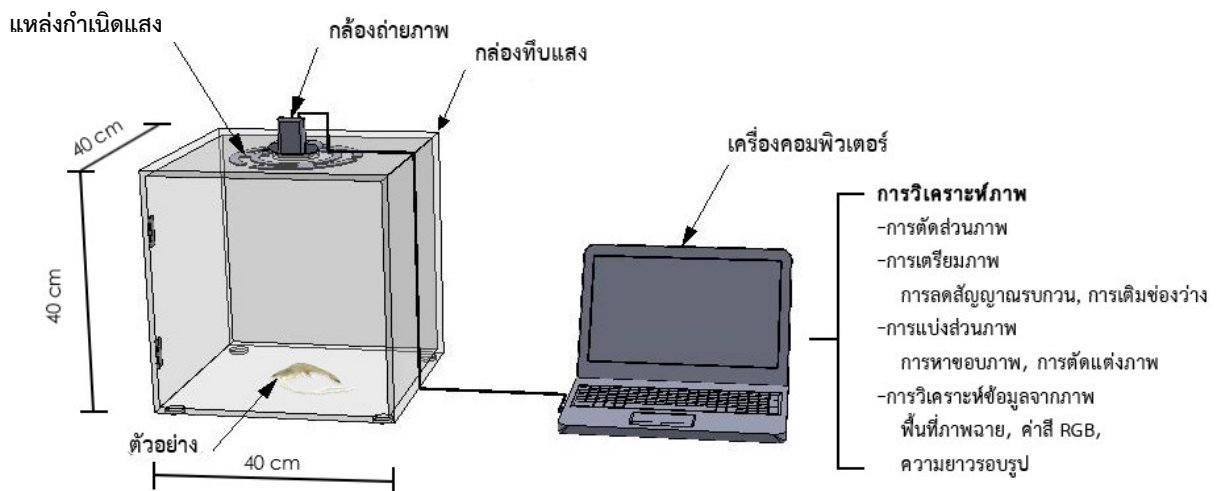 แหล่งกำเนิดแสง
กล้องถ่ายภาพ
กล่องทึบแสง
40 cm
เครื่องคอมพิวเตอร์
40 cm
ตัวอย่าง
40 cm
การวิเคราะห์ภาพ
-การตัดส่วนภาพ
-การเตรียมภาพ
การลดสัญญาณรบกวน, การเติมช่องว่าง
-การแบ่งส่วนภาพ
การหาขอบภาพ, การตัดแต่งภาพ
-การวิเคราะห์ข้อมูลจากภาพ
พื้นที่ภาพฉาย, ค่าสี RGB,
ความยาวรอบรูป